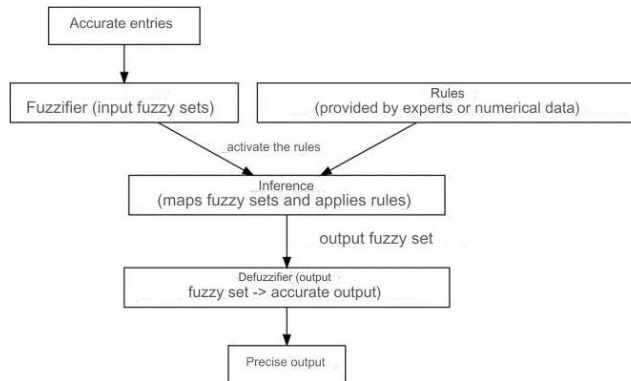 Accurate entries
Fuzzifier (input fuzzy sets)
Rules
(provided by experts or numerical data)
activate the rules
Inference
(maps fuzzy sets and applies rules)
output fuzzy set
Defuzzifier (output
fuzzy set -> accurate output)
Precise output